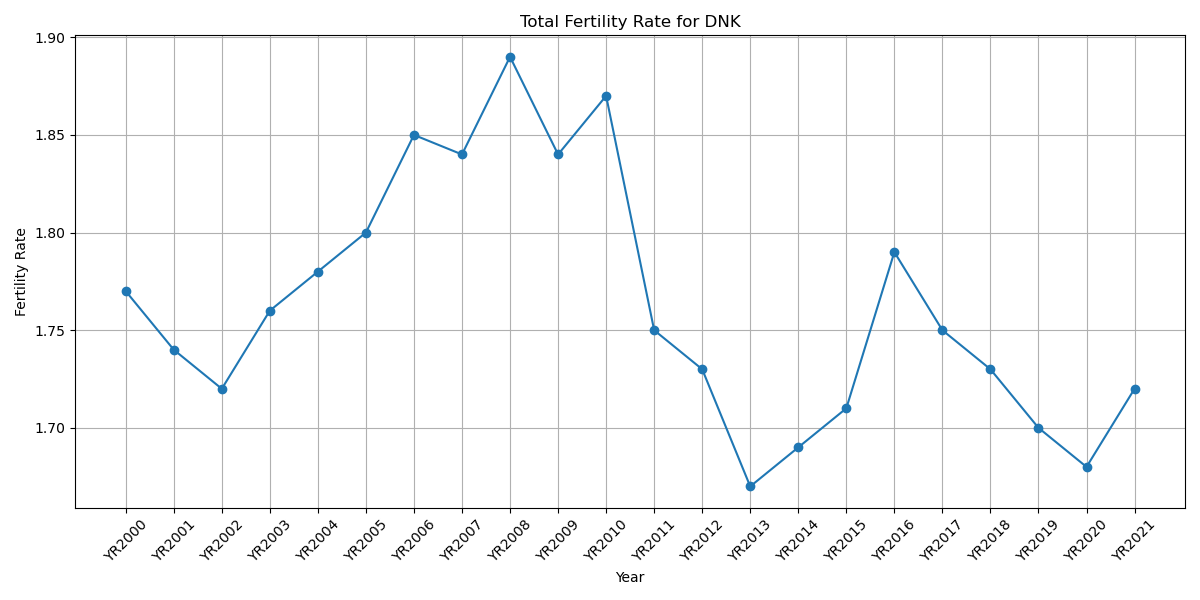 Total Fertility Rate for DNK
Fertility Rate
1.90
1.85
1.80
1.75
1.70
YR2000
YR2001
YR2002
YR2003
YR2004
YR2005
YR2006
YR2007
YR2008
YR2009
YR2010
YR2011
YR2012
YR2013
YR2014
YR2015
YR2016
YR2017
YR2018
YR2019
YR2020
YR2021
Year